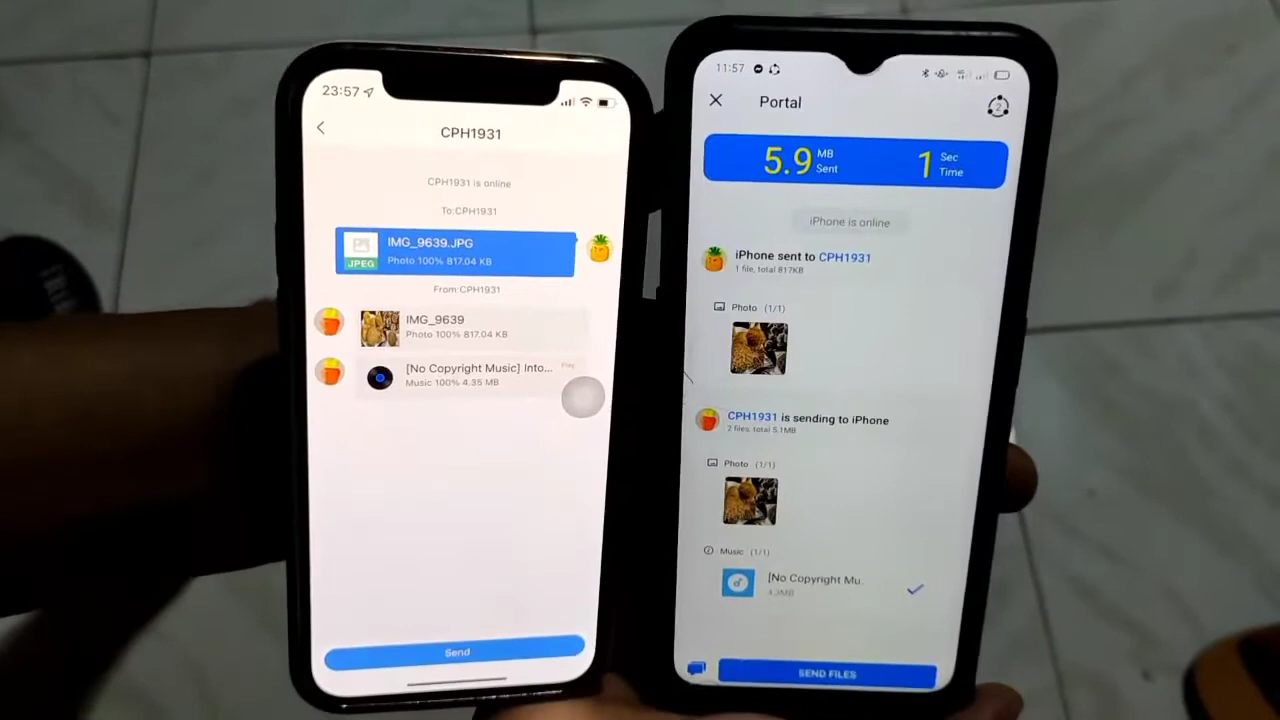 23:57
CPH1931
CPH1931 is online
To:CPH1931
IMG_9639.JPG
JPEG
Photo 100% 817.04 KB
From:CPH1931
IMG_9639
Photo 100% 817.04 KB
[No Copyright Music] Into...
Play
Music 100% 4.35 MB
Send
11:57
Portal
2
5.9 MB Sent
1 Sec Time
iPhone is online
iPhone sent to CPH1931
1 file, total 817KB
Photo (1/1)
CPH1931 is sending to iPhone
2 files, total 5.1MB
Photo (1/1)
Music (1/1)
[No Copyright Mu.
4.3MB
SEND FILES